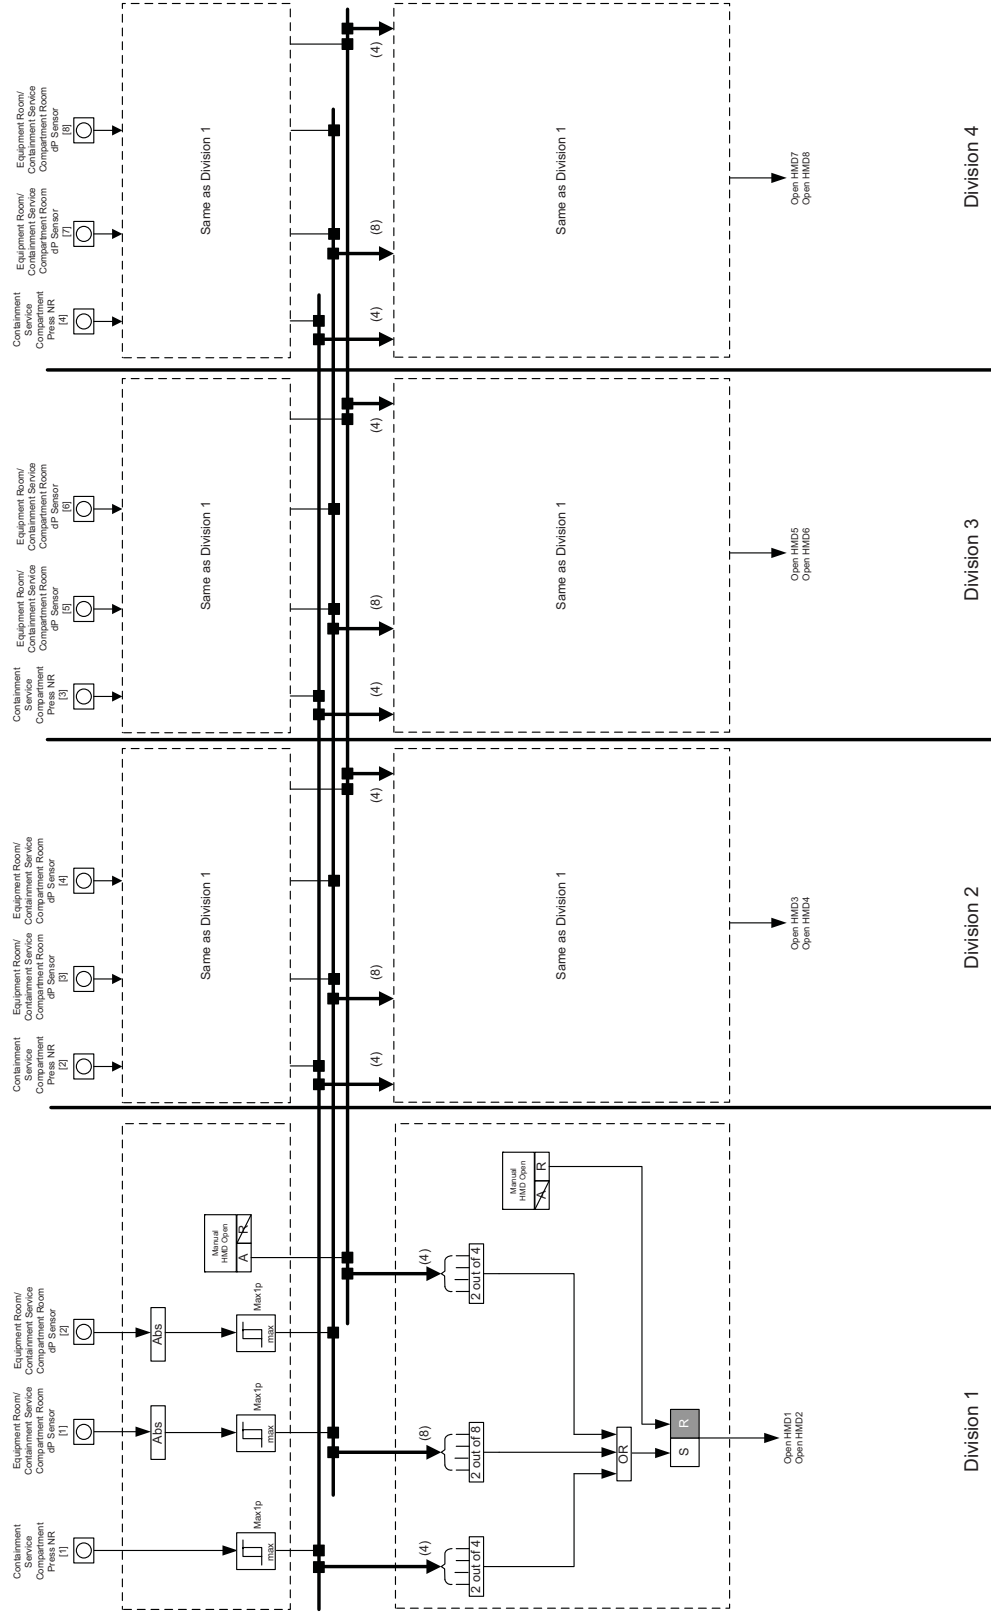 Containment
Service
Compartment
Press NR
[1]
Equipment Room/
Containment Service
Compartment Room
dP Sensor
[1]
Equipment Room/
Containment Service
Compartment Room
dP Sensor
[2]
Abs
Abs
max
Max1p
max
Max1p
max
Max1p
Manual
HMD Open
A R
(4)
(8)
(4)
2 out of 4
2 out of 8
2 out of 4
Manual
HMD Open
A R
OR
S R
Open HMD1
Open HMD2
Division 1
Containment
Service
Compartment
Press NR
[2]
Equipment Room/
Containment Service
Compartment Room
dP Sensor
[3]
Equipment Room/
Containment Service
Compartment Room
dP Sensor
[4]
Same as Division 1
(4)
(8)
(4)
Same as Division 1
Open HMD3
Open HMD4
Division 2
Containment
Service
Compartment
Press NR
[3]
Equipment Room/
Containment Service
Compartment Room
dP Sensor
[5]
Equipment Room/
Containment Service
Compartment Room
dP Sensor
[6]
Same as Division 1
(4)
(8)
(4)
Same as Division 1
Open HMD5
Open HMD6
Division 3
Containment
Service
Compartment
Press NR
[4]
Equipment Room/
Containment Service
Compartment Room
dP Sensor
[7]
Equipment Room/
Containment Service
Compartment Room
dP Sensor
[8]
Same as Division 1
(4)
(8)
(4)
Same as Division 1
Open HMD7
Open HMD8
Division 4